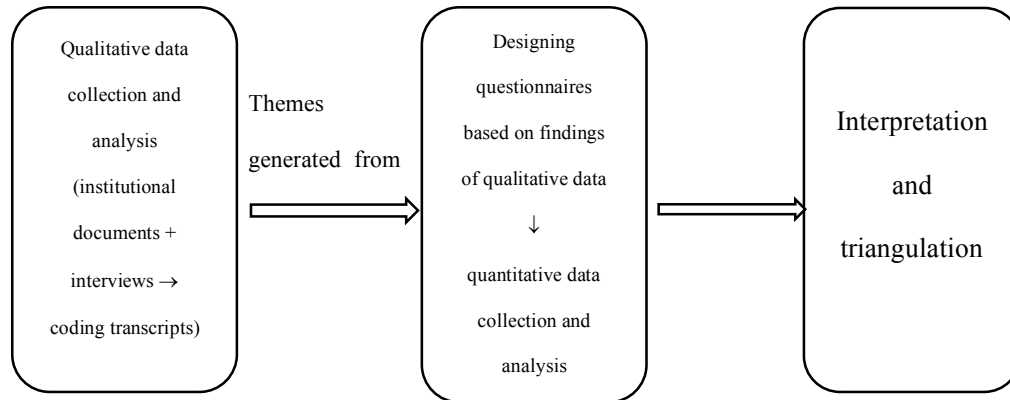 Qualitative data
collection and
analysis
(institutional
documents +
interviews →
coding transcripts)
Themes
generated from
Designing
questionnaires
based on findings
of qualitative data
↓
quantitative data
collection and
analysis
Interpretation
and
triangulation